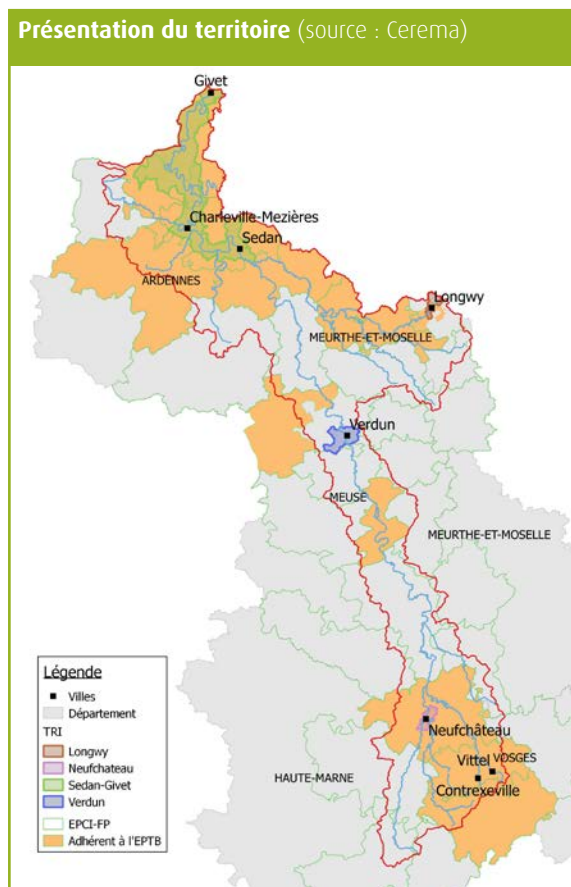 Présentation du territoire (source : Cerema)
Givet
Charleville-Mezières
Sedan
ARDENNES
Longwy
MEURTHE-ET-MOSELLE
Verdun
MEUSE
MEURTHE-ET-MOSELLE
Neufchâteau
Vittel
VOSGES
Contrexeville
HAUTE-MARNE
Légende
Villes
Département
TRI
Longwy
Neufchateau
Sedan-Givet
Verdun
EPCI-FP
Adhérent à l'EPTB